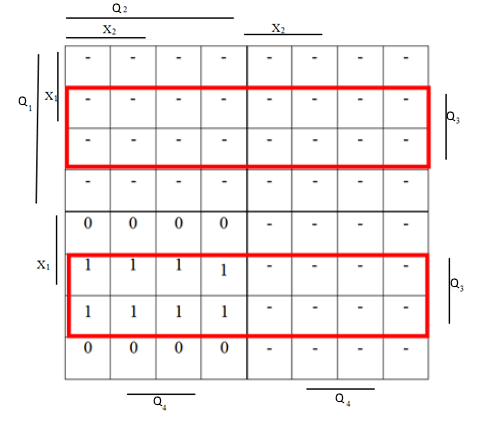 Q2
X2 X2
- - - - - - - -
Q1 X1 - - - - - - - - Q3
- - - - - - - -
- - - - - - - -
0 0 0 0 - - - -
X1 1 1 1 1 - - - - Q3
1 1 1 1 - - - -
0 0 0 0 - - - -
Q4 Q4